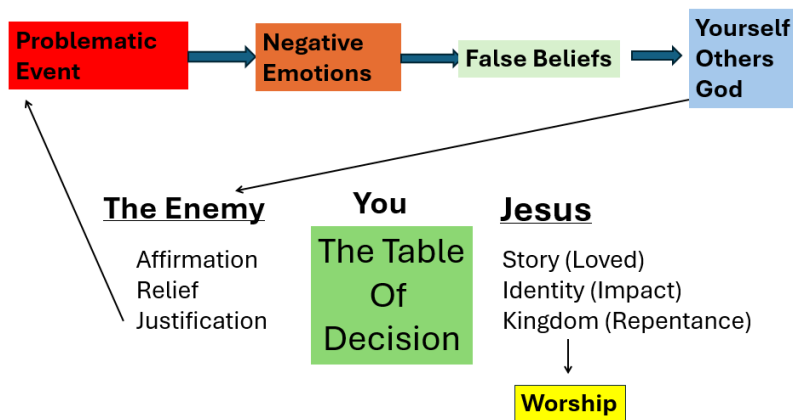 Problematic
Event
Negative
Emotions
False Beliefs
Yourself
Others
God
The Enemy
Affirmation
Relief
Justification
You
The Table
Of
Decision
Jesus
Story (Loved)
Identity (Impact)
Kingdom (Repentance)
Worship